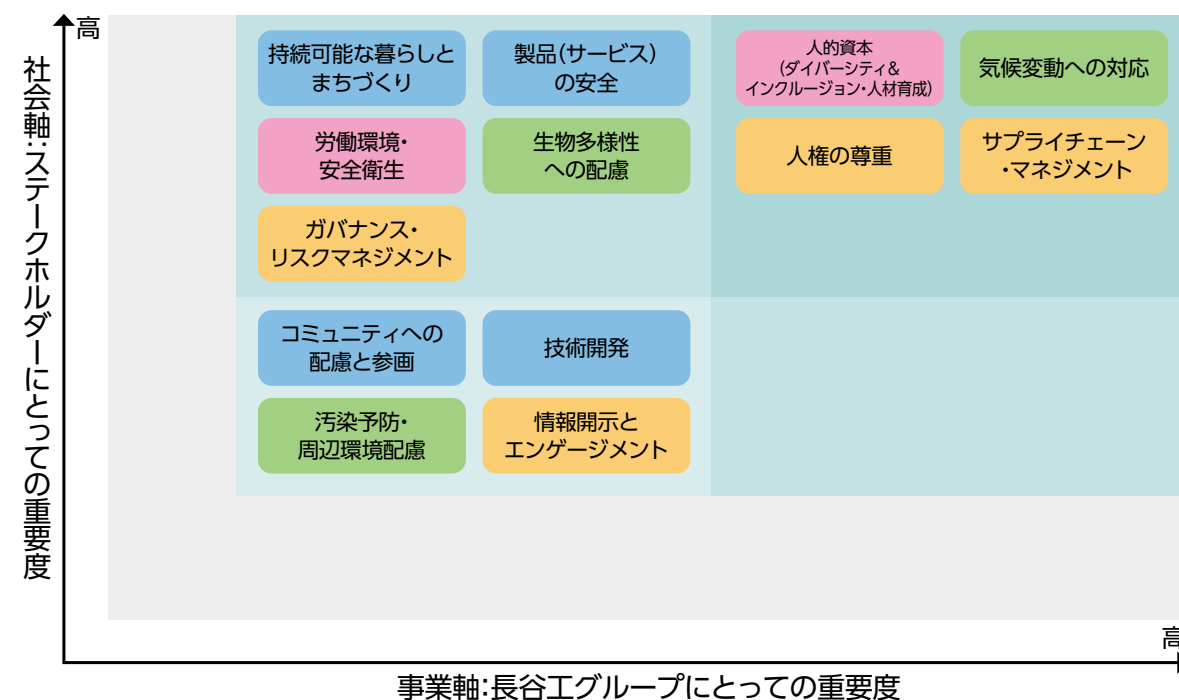 高
社会軸:ステークホルダーにとっての重要度
持続可能な暮らしと
まちづくり
製品(サービス)
の安全
人的資本
(ダイバーシティ&
インクルージョン・人材育成)
気候変動への対応
労働環境・
安全衛生
生物多様性
への配慮
人権の尊重
サプライチェーン
・マネジメント
ガバナンス・
リスクマネジメント
コミュニティへの
配慮と参画
技術開発
汚染予防・
周辺環境配慮
情報開示と
エンゲージメント
高
事業軸:長谷工グループにとっての重要度